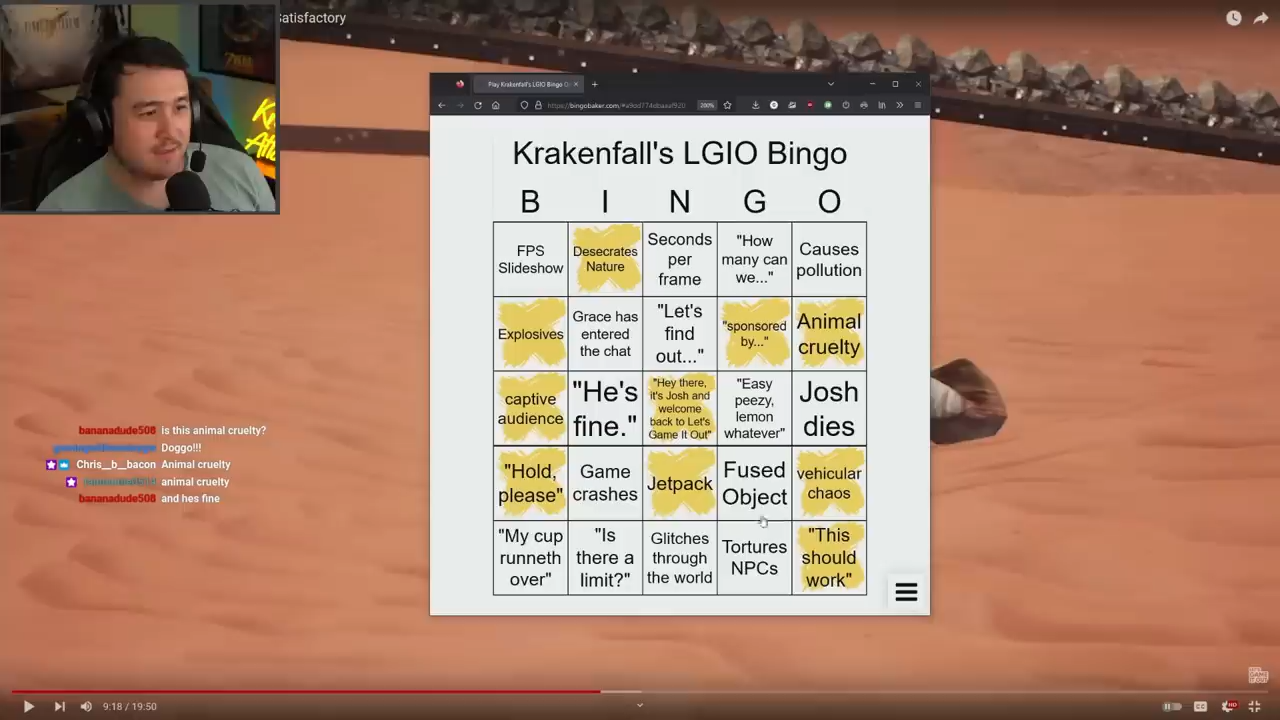 Satisfactory
Play Krakenfall's LGIO Bingo O
200%
Krakenfall's LGIO Bingo
B I N G O
FPS
Slideshow
Desecrates
Nature
Seconds
per
frame
"How
many can
we..."
Causes
pollution
Explosives
Grace has
entered
the chat
"Let's
find
out..."
"sponsored
by..."
Animal
cruelty
captive
audience
"He's
fine."
"Hey there,
it's Josh and
welcome
back to Let's
Game It Out"
"Easy
peezy,
lemon
whatever"
Josh
dies
"Hold,
please"
Game
crashes
Jetpack
Fused
Object
vehicular
chaos
"My cup
runneth
over"
"Is
there a
limit?"
Glitches
through
the world
Tortures
NPCs
"This
should
work"
bananadude508 is this animal cruelty?
Doggo!!!
Chris__b__bacon Animal cruelty
animal cruelty
bananadude508 and hes fine
9:18 / 19:50
CC
HD